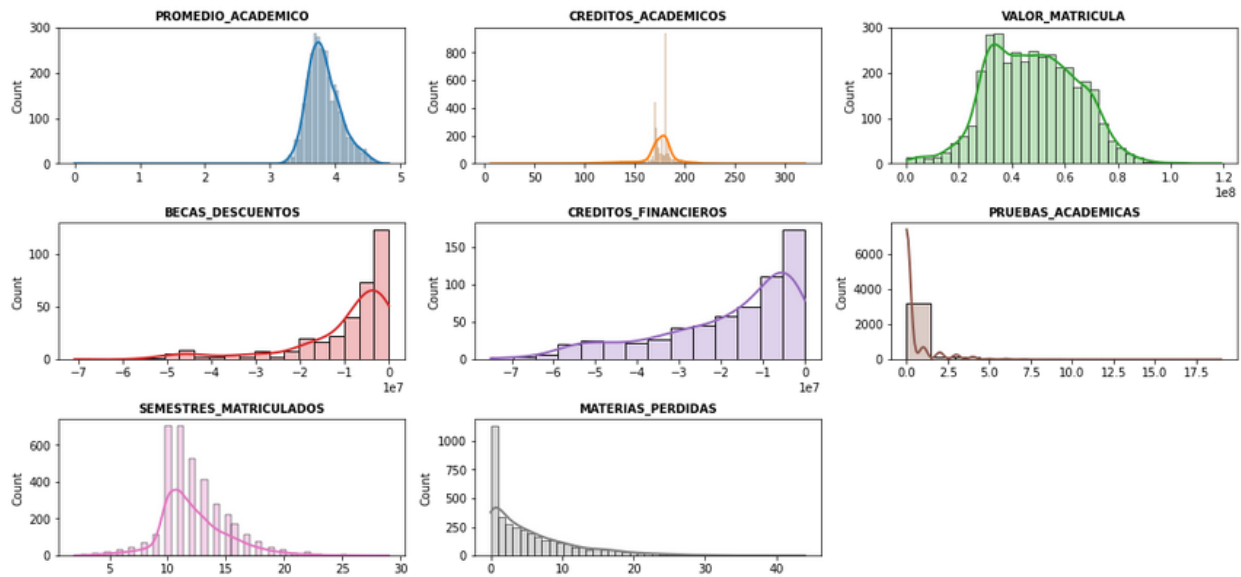 PROMEDIO_ACADEMICO
Count
300
200
100
0
0 1 2 3 4 5
CREDITOS_ACADEMICOS
Count
800
600
400
200
0
0 50 100 150 200 250 300
VALOR_MATRICULA
Count
300
200
100
0
0.0 0.2 0.4 0.6 0.8 1.0 1.2
1e8
BECAS_DESCUENTOS
Count
100
50
0
−7 −6 −5 −4 −3 −2 −1 0
1e7
CREDITOS_FINANCIEROS
Count
150
100
50
0
−7 −6 −5 −4 −3 −2 −1 0
1e7
PRUEBAS_ACADEMICAS
Count
6000
4000
2000
0
0.0 2.5 5.0 7.5 10.0 12.5 15.0 17.5
SEMESTRES_MATRICULADOS
Count
600
400
200
0
5 10 15 20 25 30
MATERIAS_PERDIDAS
Count
1000
750
500
250
0
0 10 20 30 40